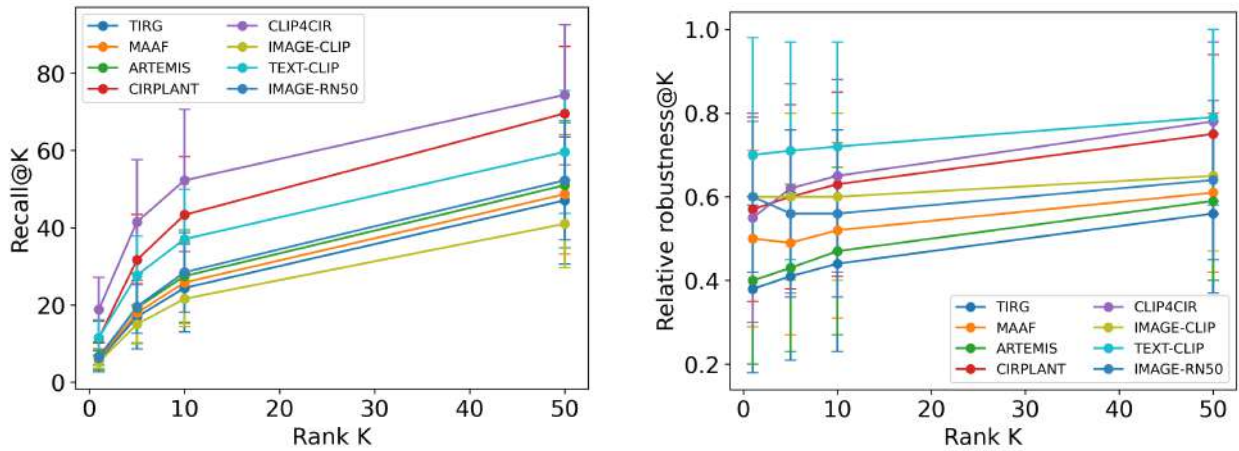 80
60
40
20
0
Recall@K
TIRG
MAAF
ARTEMIS
CIRPLANT
CLIP4CIR
IMAGE-CLIP
TEXT-CLIP
IMAGE-RN50
0 10 20 30 40 50
Rank K
1.0
0.8
0.6
0.4
0.2
Relative robustness@K
TIRG
MAAF
ARTEMIS
CIRPLANT
CLIP4CIR
IMAGE-CLIP
TEXT-CLIP
IMAGE-RN50
0 10 20 30 40 50
Rank K